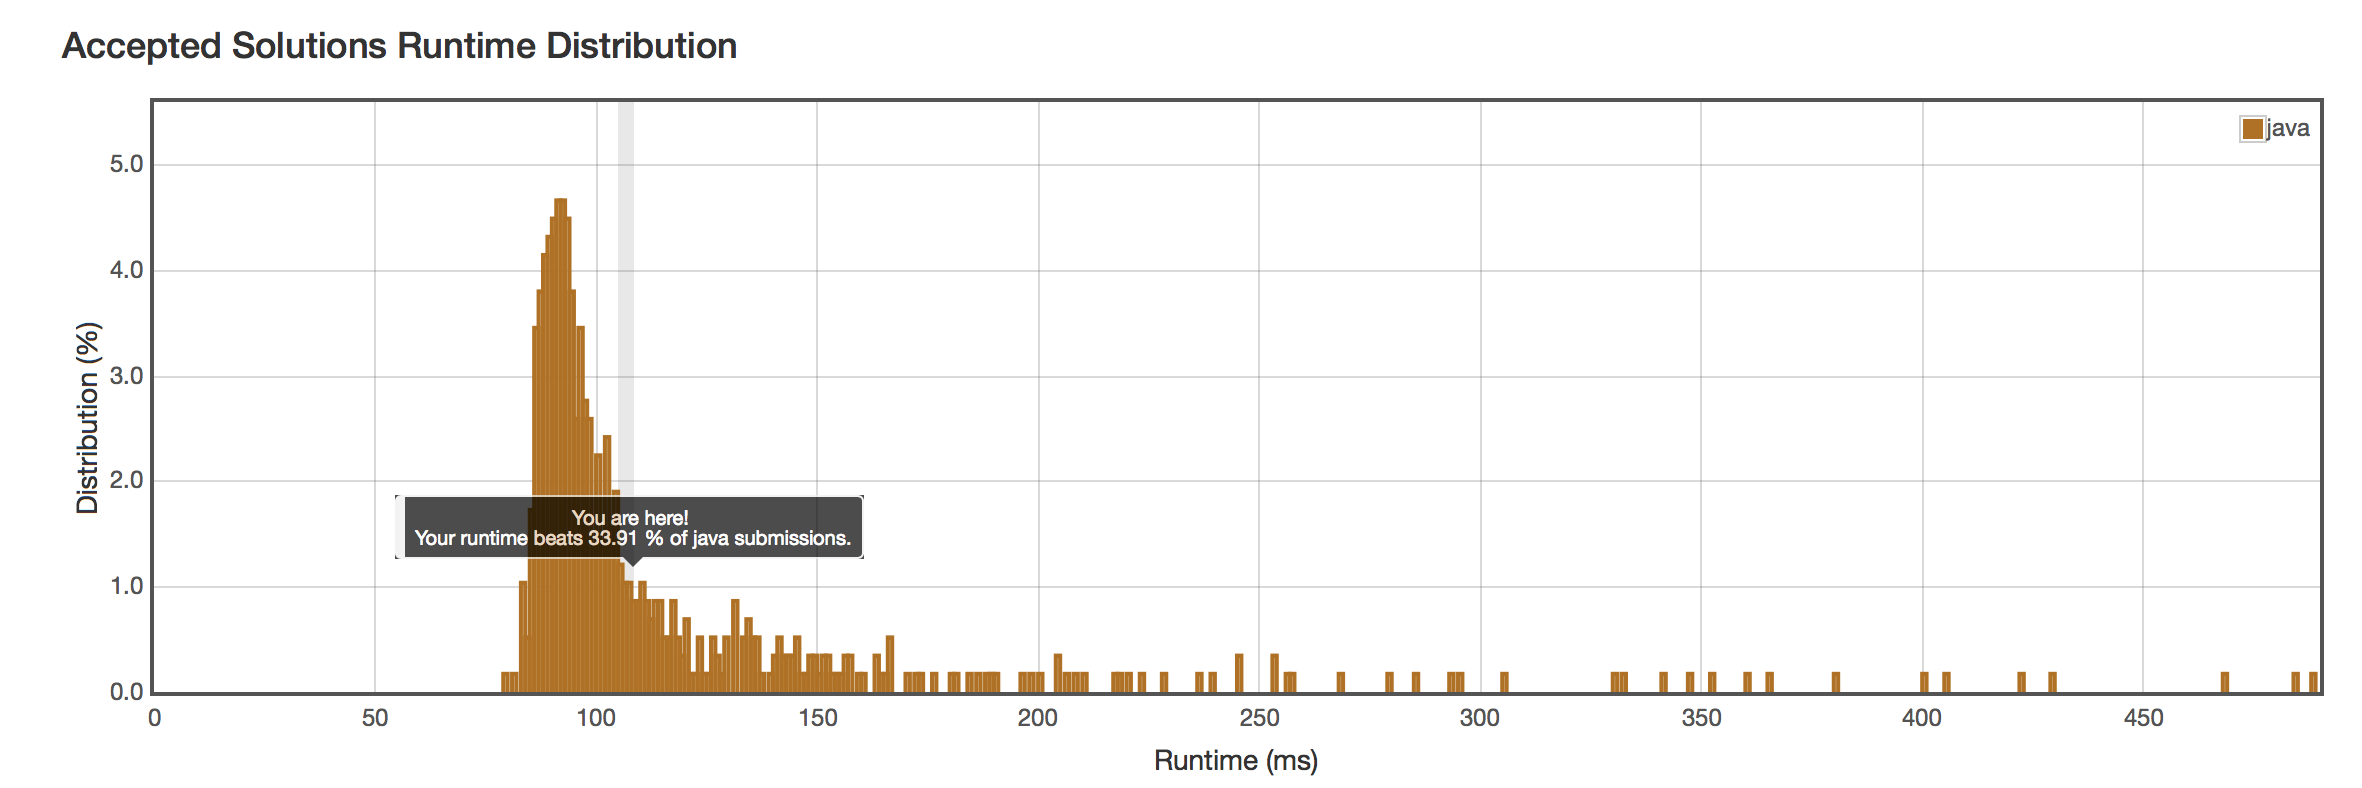 Accepted Solutions Runtime Distribution
java
5.0
4.0
3.0
2.0
1.0
0.0
Distribution (%)
You are here!
Your runtime beats 33.91 % of java submissions.
0 50 100 150 200 250 300 350 400 450
Runtime (ms)